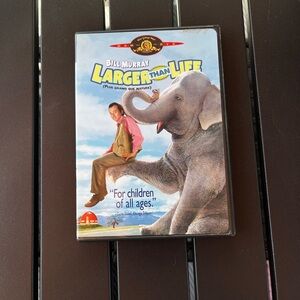 BILL MURRAY
LARGER THAN LIFE
(PLUS GRAND QUE NATURE)
"For children
of all ages."